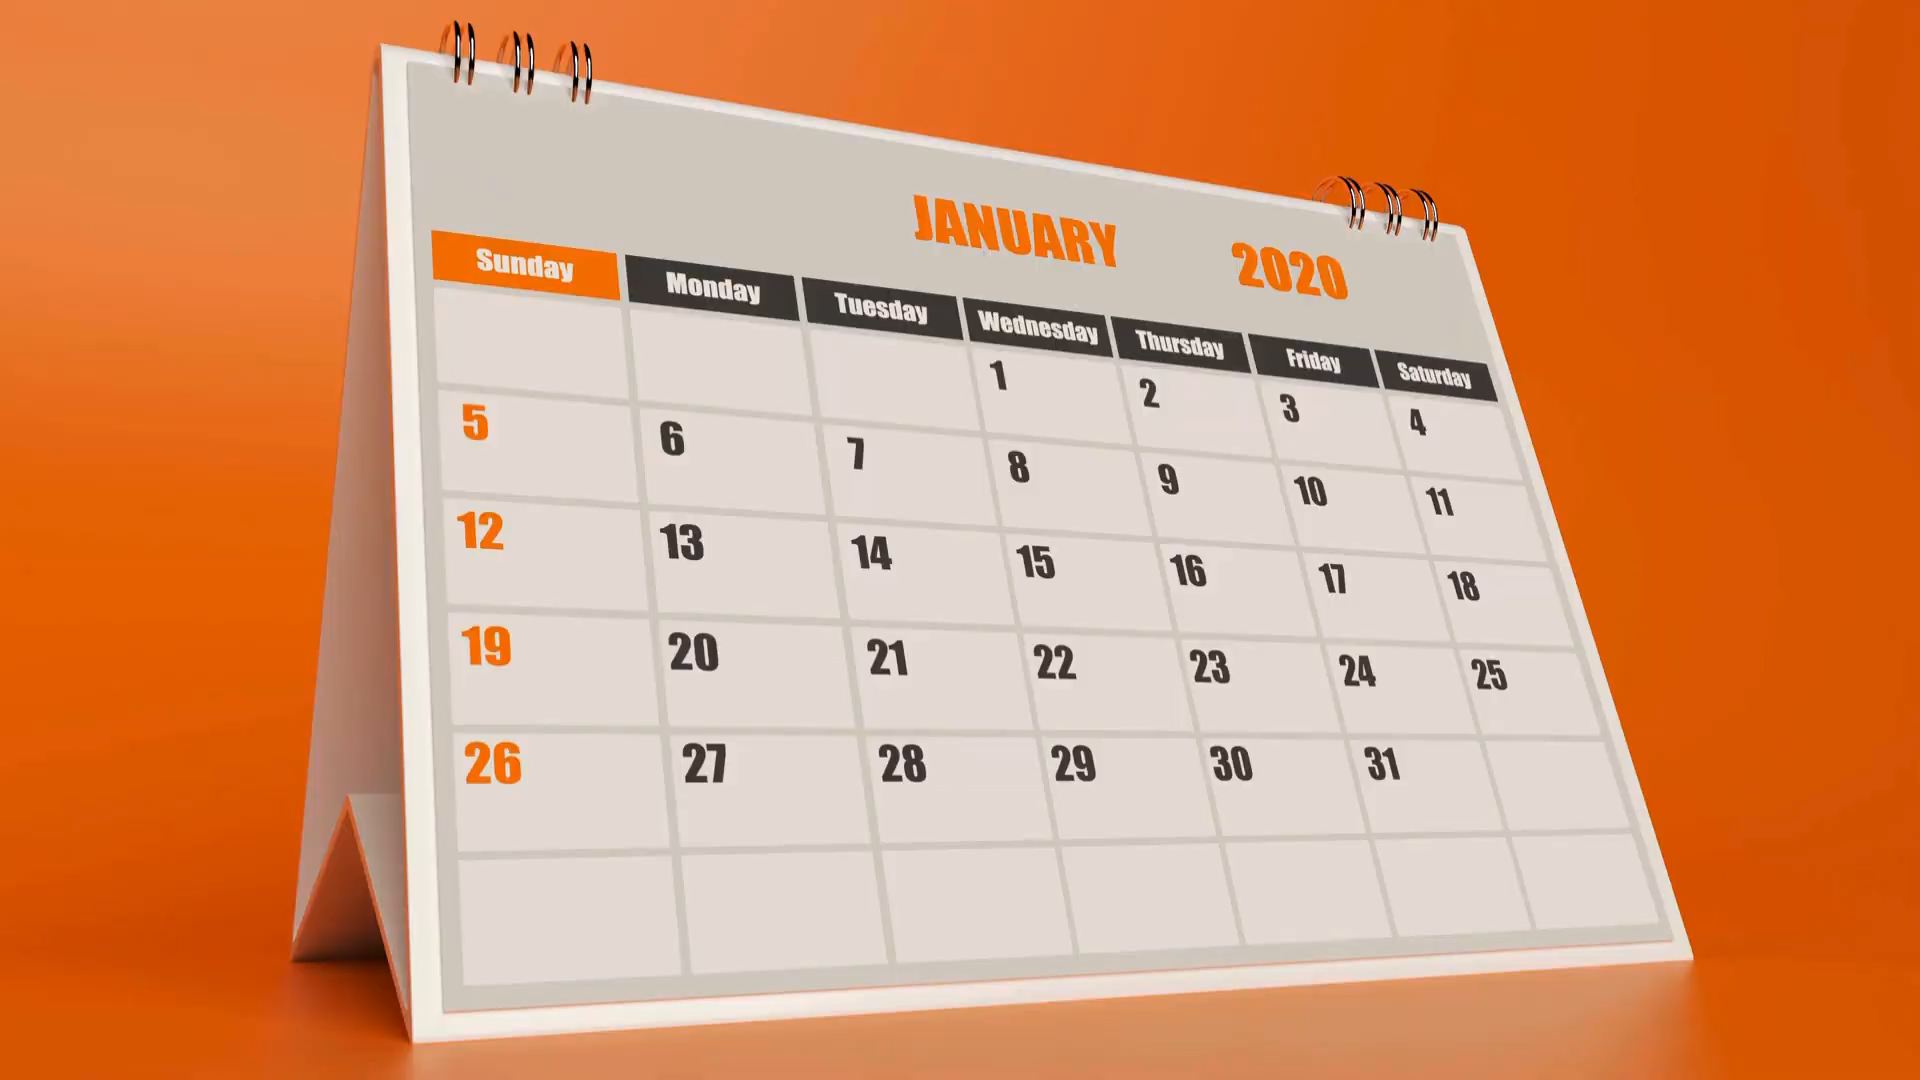 JANUARY 2020
Sunday Monday Tuesday Wednesday Thursday Friday Saturday
1 2 3 4
5 6 7 8 9 10 11
12 13 14 15 16 17 18
19 20 21 22 23 24 25
26 27 28 29 30 31